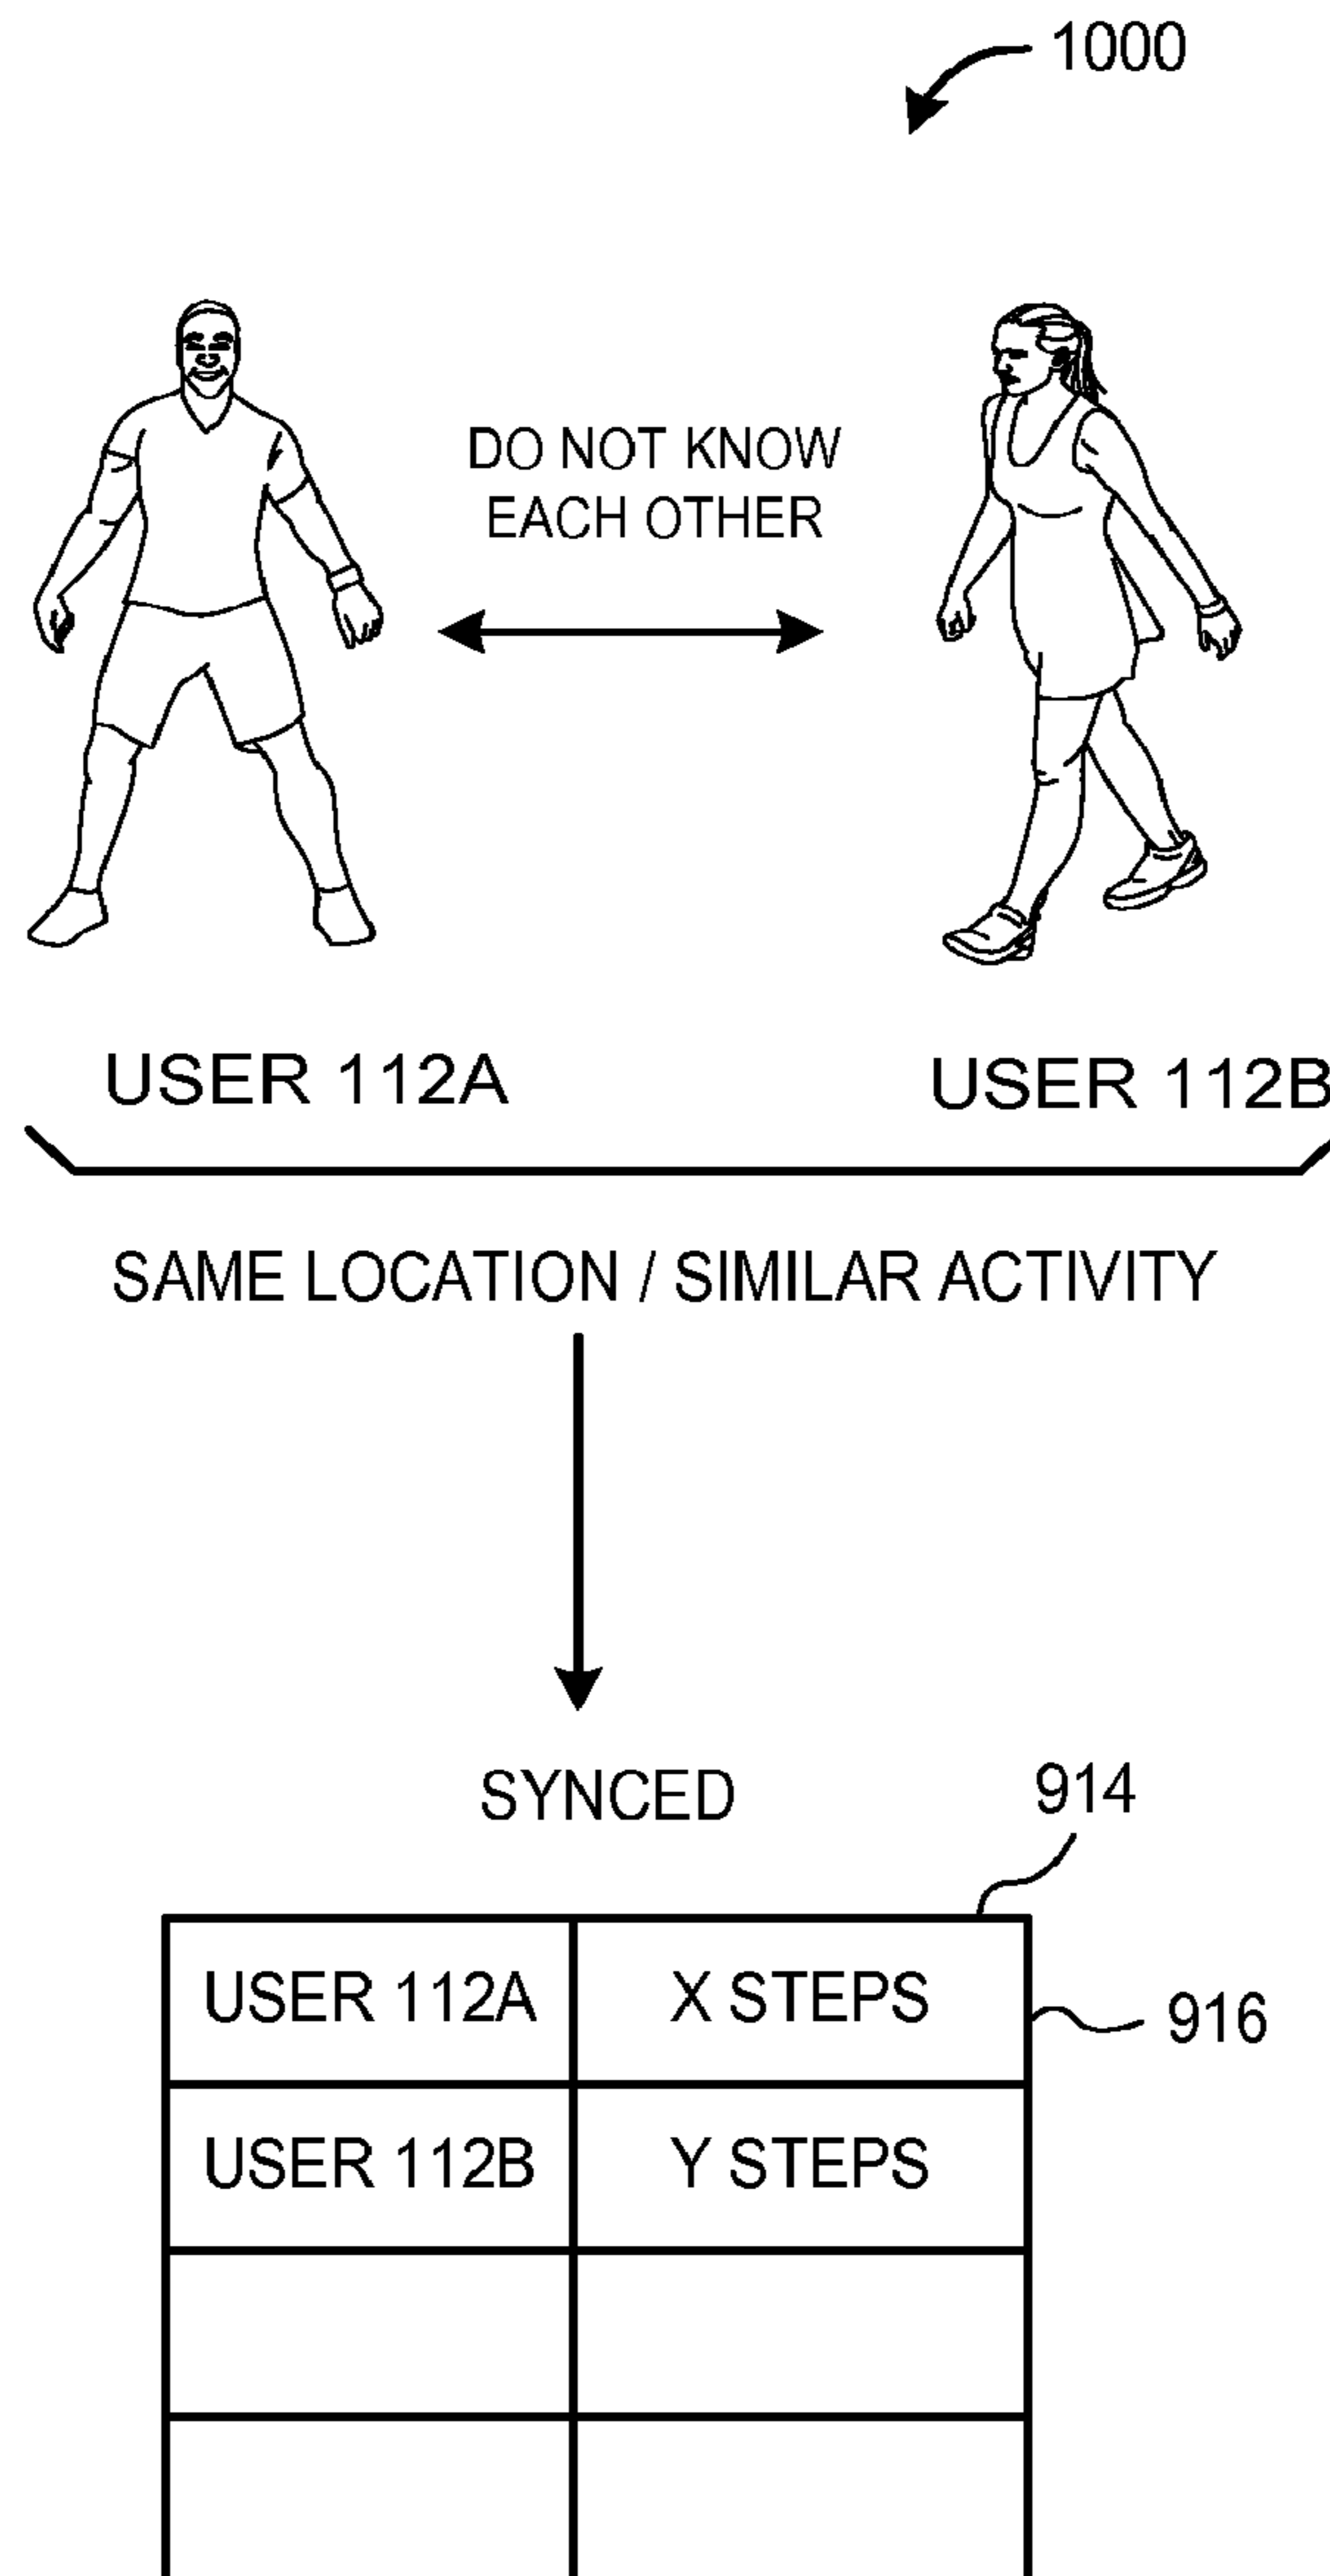 1000
DO NOT KNOW
EACH OTHER
USER 112A
USER 112B
SAME LOCATION / SIMILAR ACTIVITY
SYNCED
914
USER 112A X STEPS
916
USER 112B Y STEPS